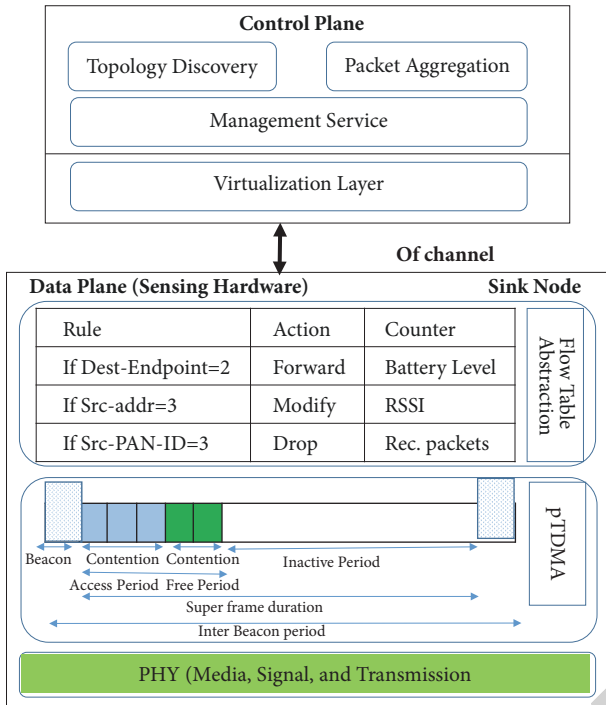 Control Plane
Topology Discovery
Packet Aggregation
Management Service
Virtualization Layer
Of channel
Data Plane (Sensing Hardware)
Sink Node
Rule Action Counter
If Dest-Endpoint=2 Forward Battery Level
If Src-addr=3 Modify RSSI
If Src-PAN-ID=3 Drop Rec. packets
Flow Table
Abstraction
Beacon
Contention
Access Period
Contention
Free Period
Inactive Period
Super frame duration
Inter Beacon period
pTDMA
PHY (Media, Signal, and Transmission